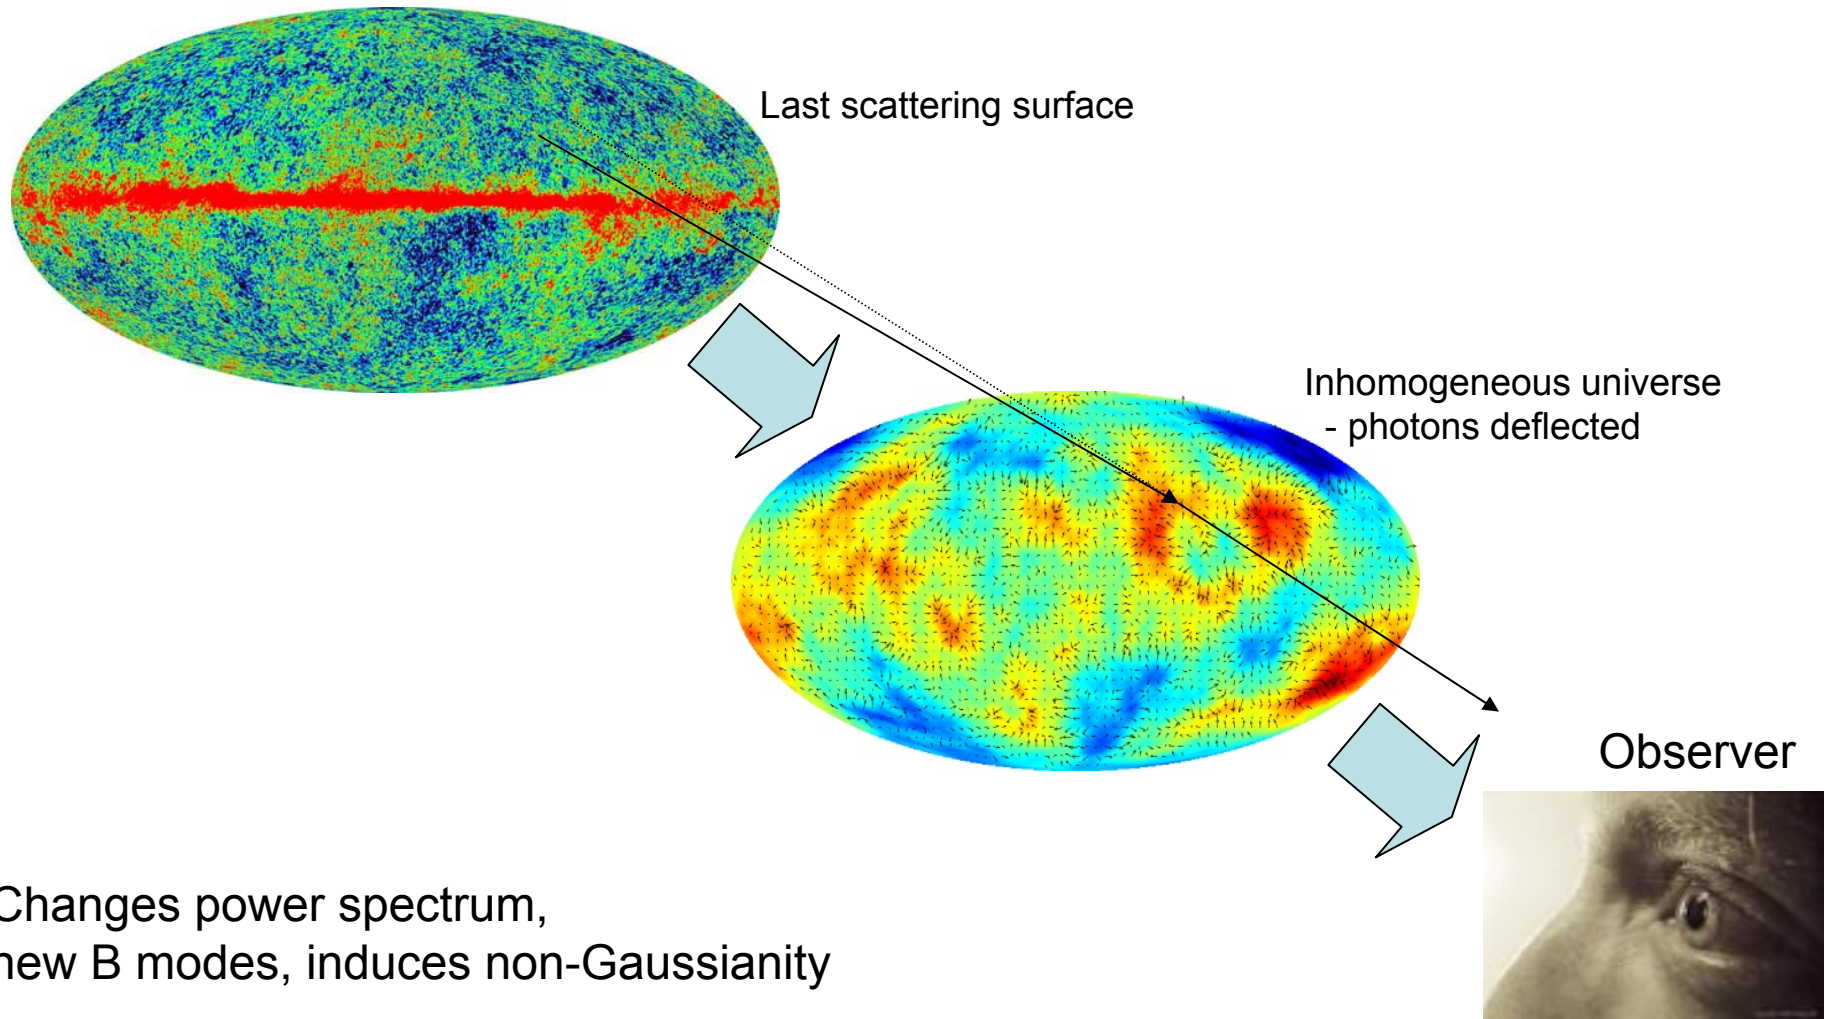 Last scattering surface
Inhomogeneous universe
- photons deflected
Observer
Changes power spectrum,
new B modes, induces non-Gaussianity